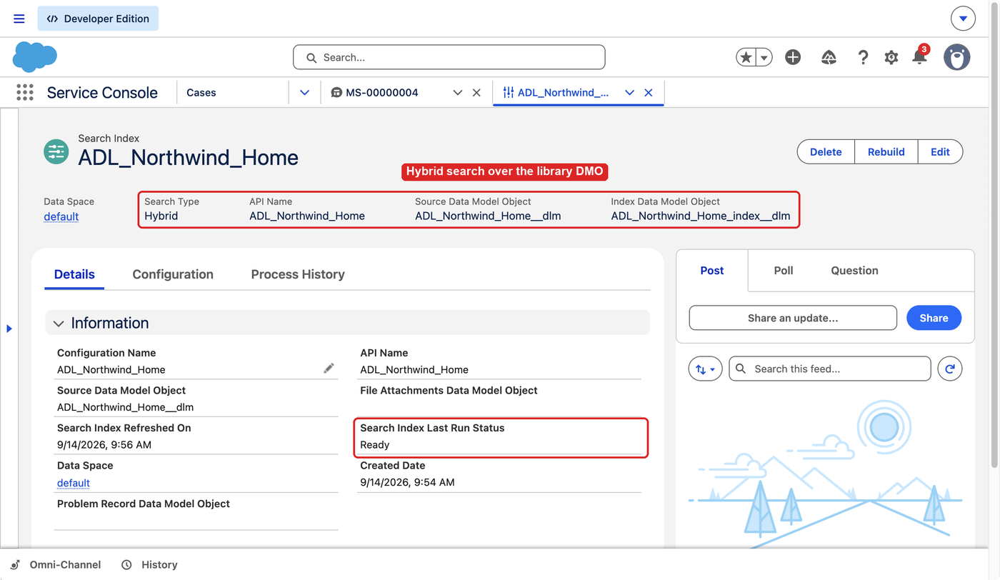 Developer Edition
Search...
3
Service Console
Cases
MS-00000004
ADL_Northwind_...
Search Index
ADL_Northwind_Home
Delete
Rebuild
Edit
Hybrid search over the library DMO
Data Space
default
Search Type
Hybrid
API Name
ADL_Northwind_Home
Source Data Model Object
ADL_Northwind_Home__dlm
Index Data Model Object
ADL_Northwind_Home_index__dlm
Details
Configuration
Process History
Information
Configuration Name
ADL_Northwind_Home
API Name
ADL_Northwind_Home
Source Data Model Object
ADL_Northwind_Home__dlm
File Attachments Data Model Object
Search Index Refreshed On
9/14/2026, 9:56 AM
Search Index Last Run Status
Ready
Data Space
default
Created Date
9/14/2026, 9:54 AM
Problem Record Data Model Object
Post
Poll
Question
Share an update...
Share
Search this feed...
Omni-Channel
History